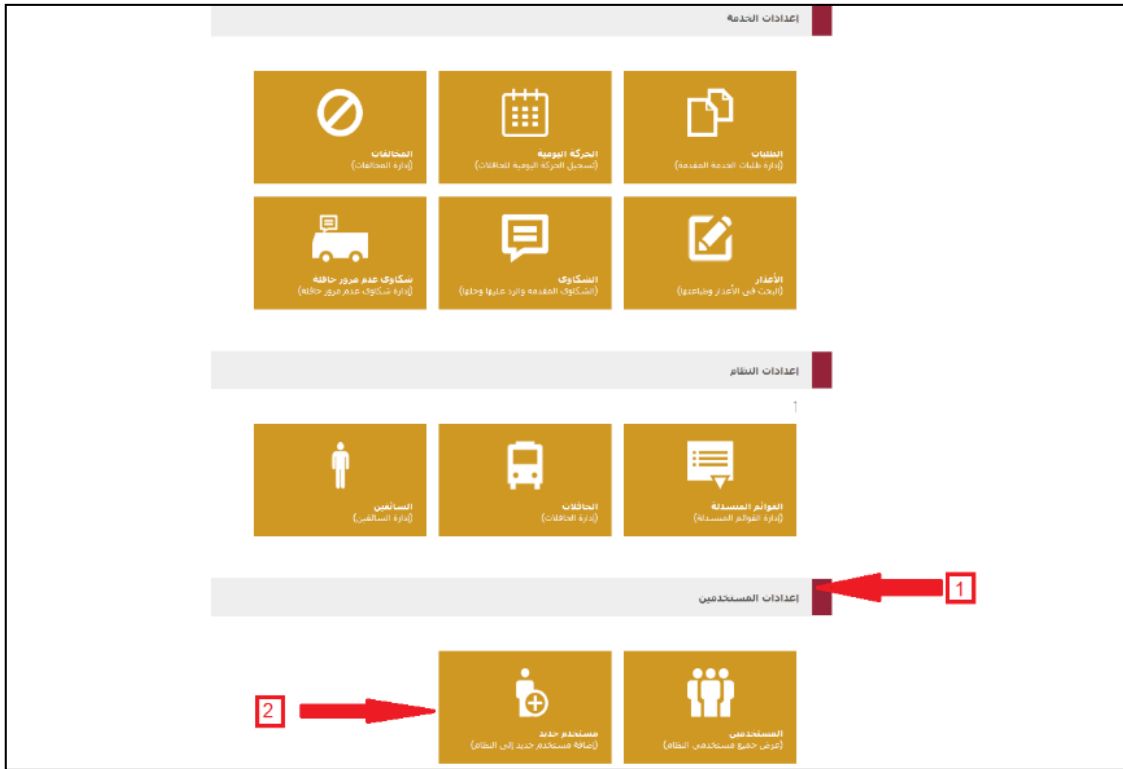 إعدادات الخدمة
الطلبات
(إدارة طلبات الخدمة المقدمة)
الحركة اليومية
(تسجيل الحركة اليومية للحافلات)
المخالفات
(إدارة المخالفات)
الأعذار
(البحث في الأعذار وطباعتها)
الشكاوى
(الشكاوى المقدمه والرد عليها وحلها)
شكاوى عدم مرور حافلة
(إدارة شكاوى عدم مرور حافلة)
إعدادات النظام
1
القوائم المنسدلة
(إدارة القوائم المنسدلة)
الحافلات
(إدارة الحافلات)
السائقين
(إدارة السائقين)
إعدادات المستخدمين
1
المستخدمي
(عرض جميع مستخدمي النظام)
مستخدم جديد
(إضافة مستخدم جديد إلى النظام)
2